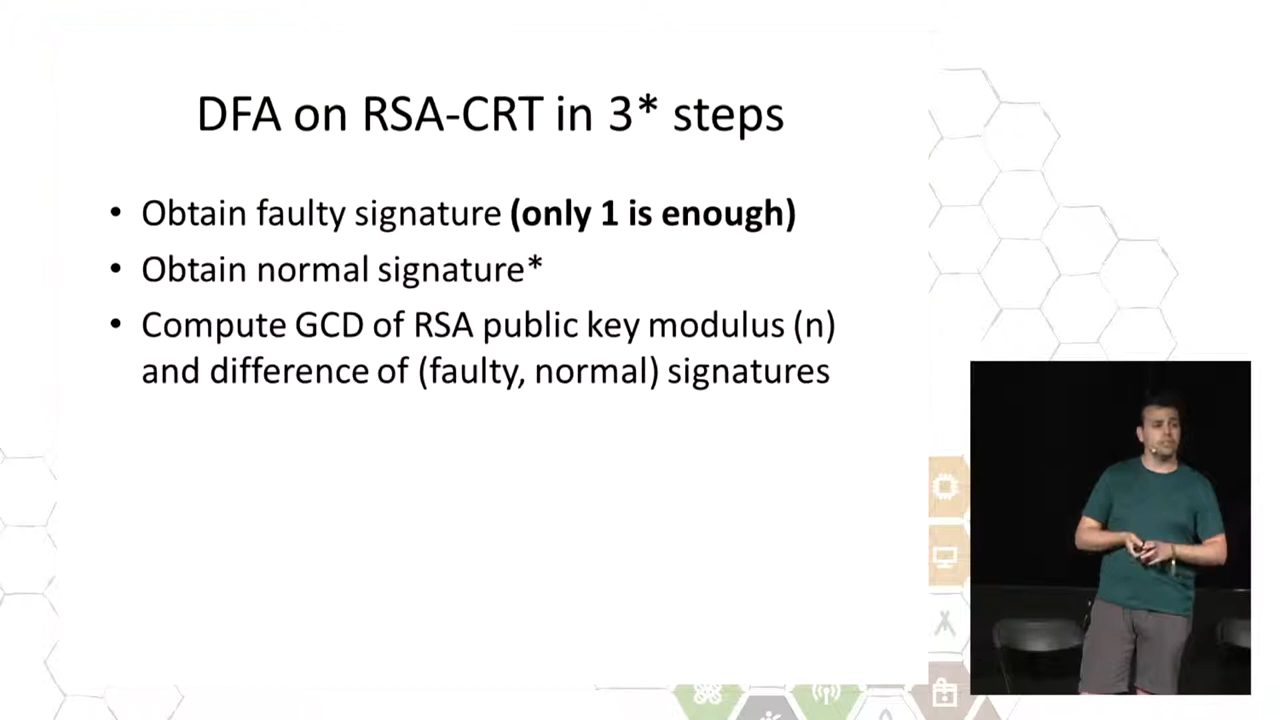 DFA on RSA-CRT in 3* steps
• Obtain faulty signature (only 1 is enough)
• Obtain normal signature*
• Compute GCD of RSA public key modulus (n)
and difference of (faulty, normal) signatures